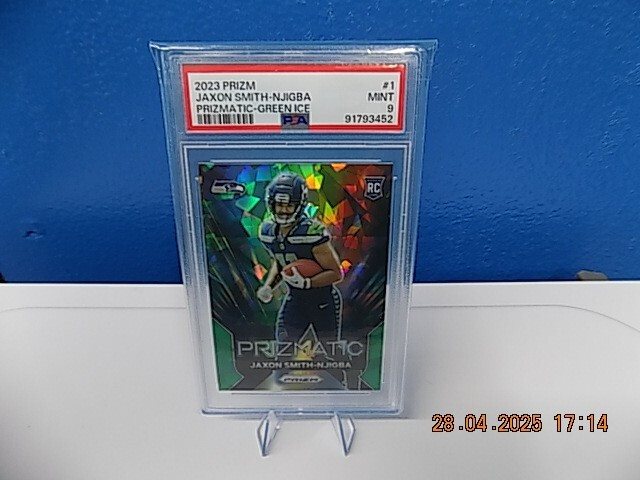 2023 PRIZM #1
JAXON SMITH-NJIGBA MINT
PRIZMATIC-GREEN ICE 9
PSA 91793452
RC
PRIZMATIC
JAXON SMITH-NJIGBA
PRIZM
28.04.2025 17:14